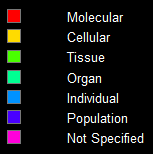 Molecular
Cellular
Tissue
Organ
Individual
Population
Not Specified